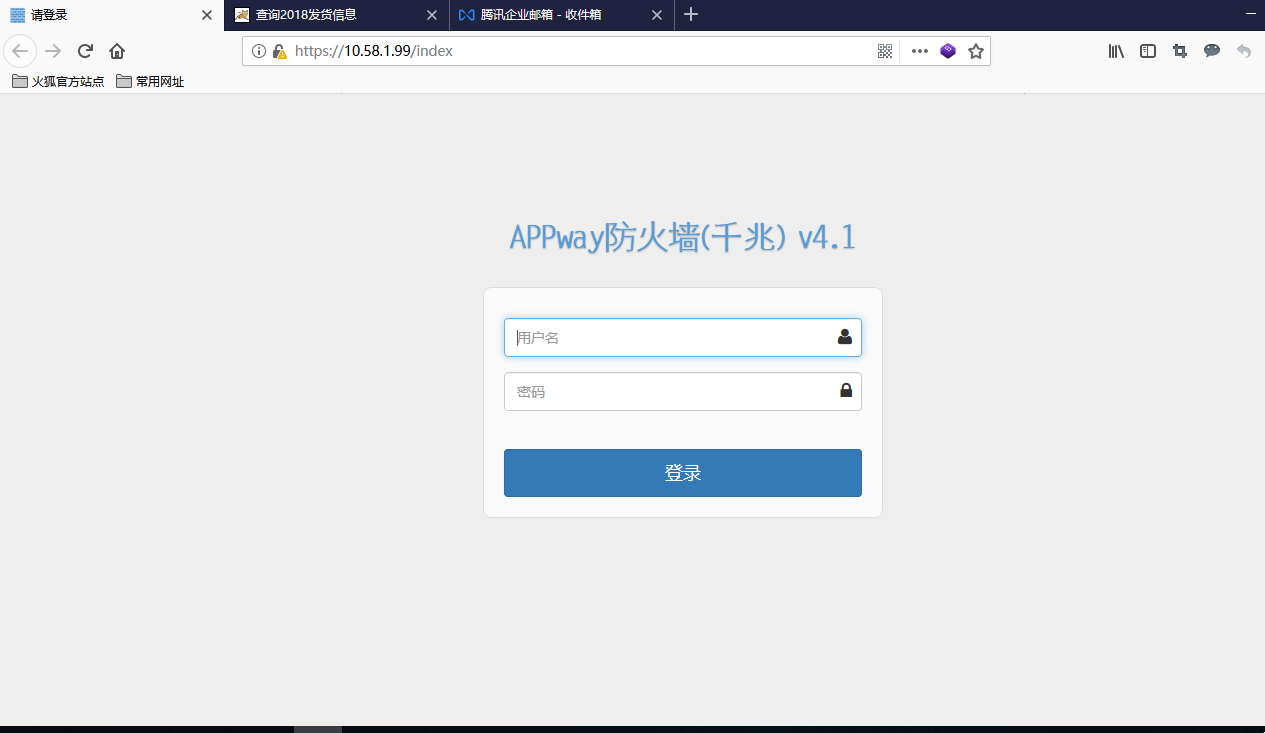 请登录
查询2018发货信息
腾讯企业邮箱 - 收件箱
https://10.58.1.99/index
火狐官方站点
常用网址
APPway防火墙(千兆) v4.1
用户名
密码
登录